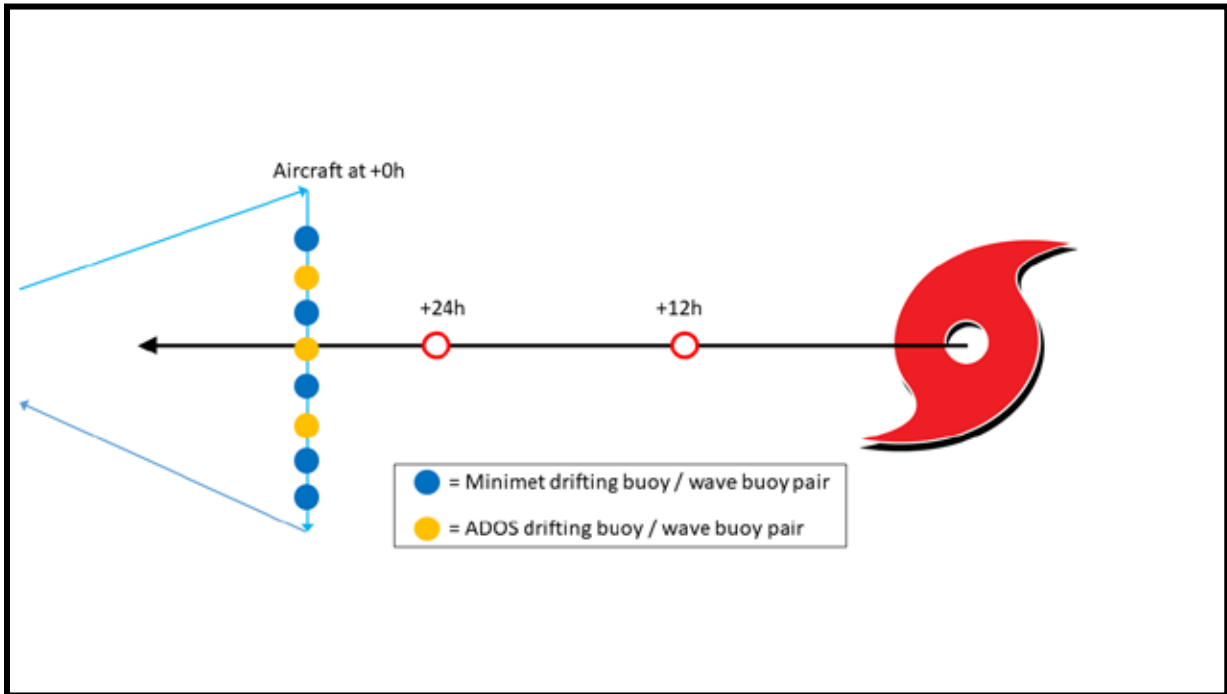 Aircraft at +0h
+24h
+12h
= Minimet drifting buoy / wave buoy pair
= ADOS drifting buoy / wave buoy pair